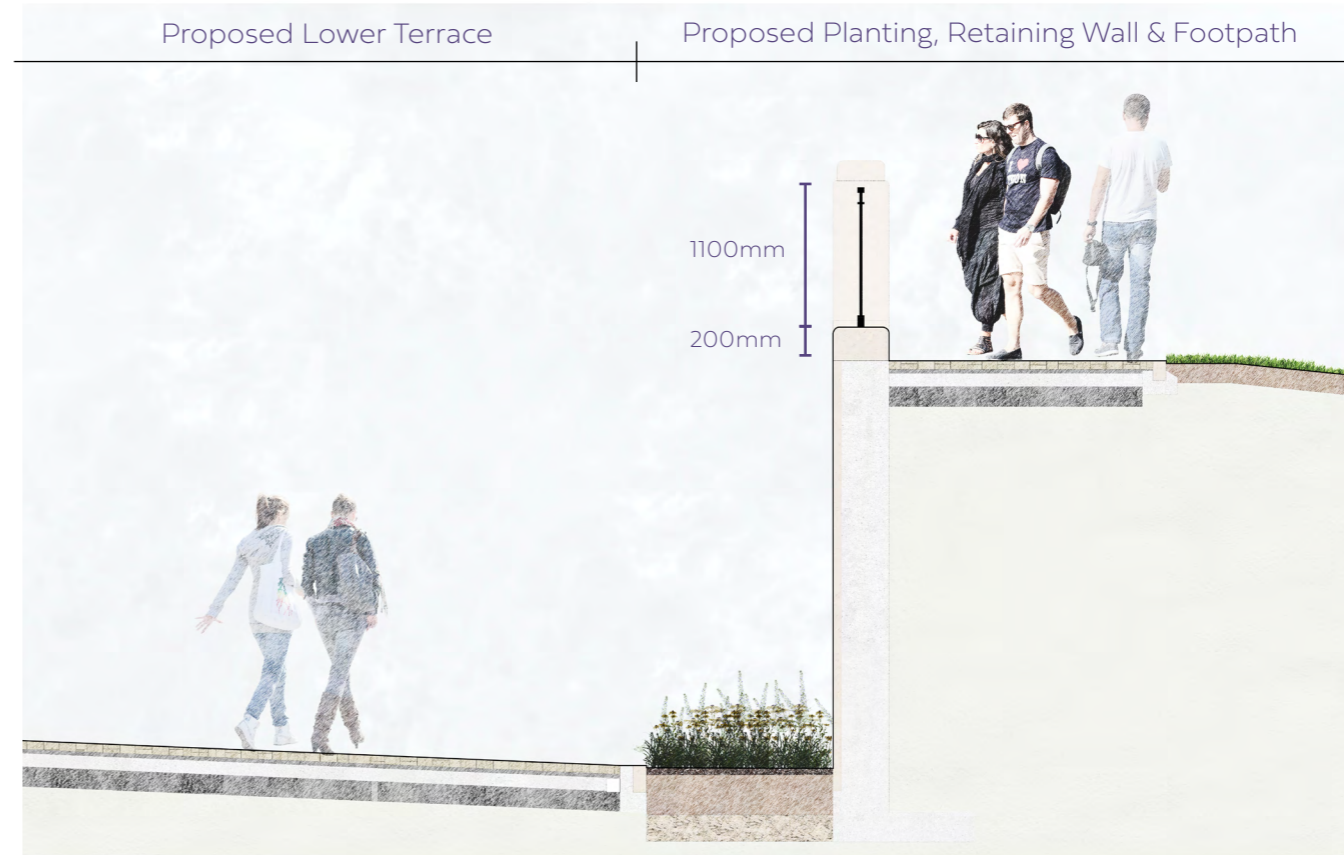 Proposed Lower Terrace
Proposed Planting, Retaining Wall & Footpath
1100mm
200mm